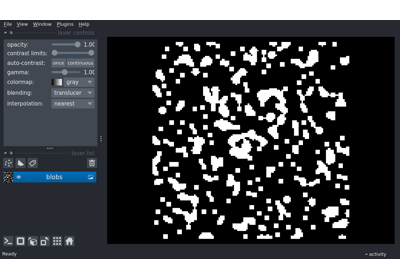 File View Window Plugins Help
layer controls
opacity: 1.00
contrast limits:
auto-contrast: once continuous
gamma: 1.00
colormap: gray
blending: translucent
interpolation: nearest
layer list
blobs
Ready
activity